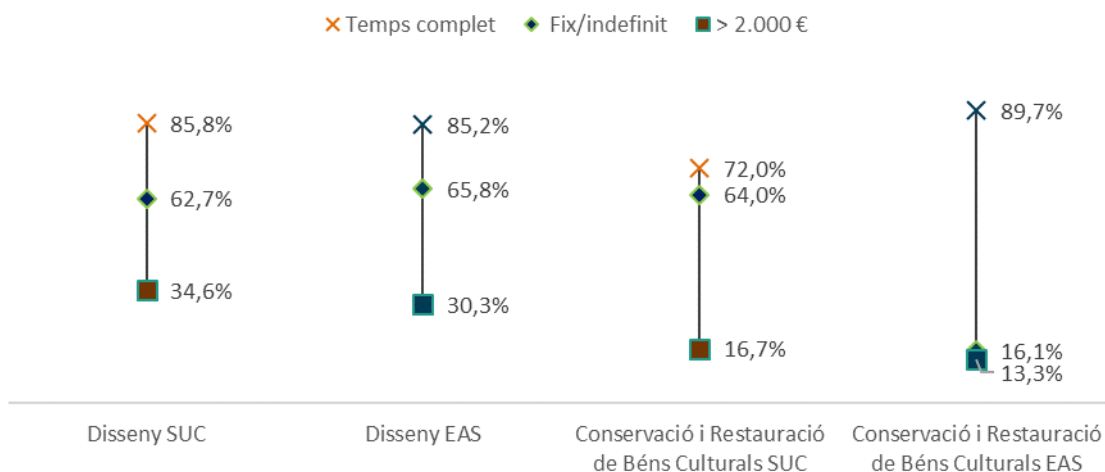 Temps complet Fix/indefinit > 2.000 €
85,8%
62,7%
34,6%
85,2%
65,8%
30,3%
72,0%
64,0%
16,7%
89,7%
16,1%
13,3%
Disseny SUC
Disseny EAS
Conservació i Restauració
de Béns Culturals SUC
Conservació i Restauració
de Béns Culturals EAS